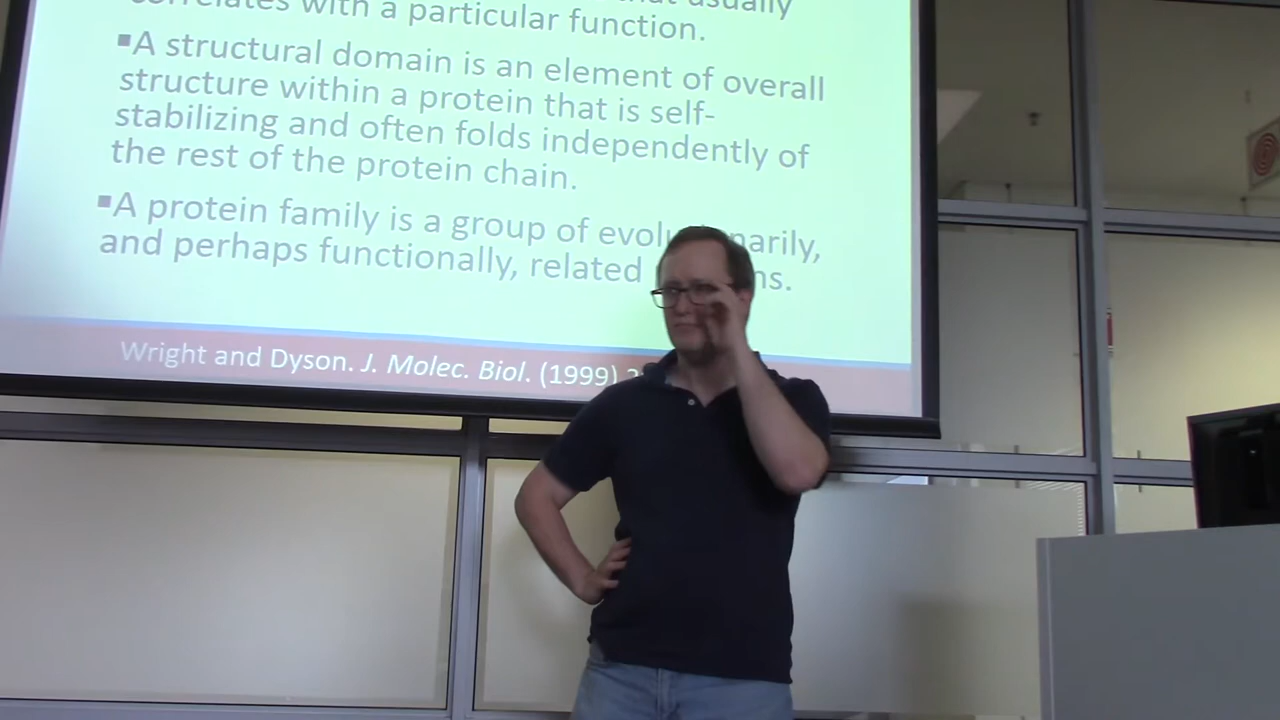 usually
correlates with a particular function.
▪A structural domain is an element of overall
structure within a protein that is self-
stabilizing and often folds independently of
the rest of the protein chain.
▪A protein family is a group of
and perhaps functionally, related
Wright and Dyson. J. Molec. Biol. (1999)